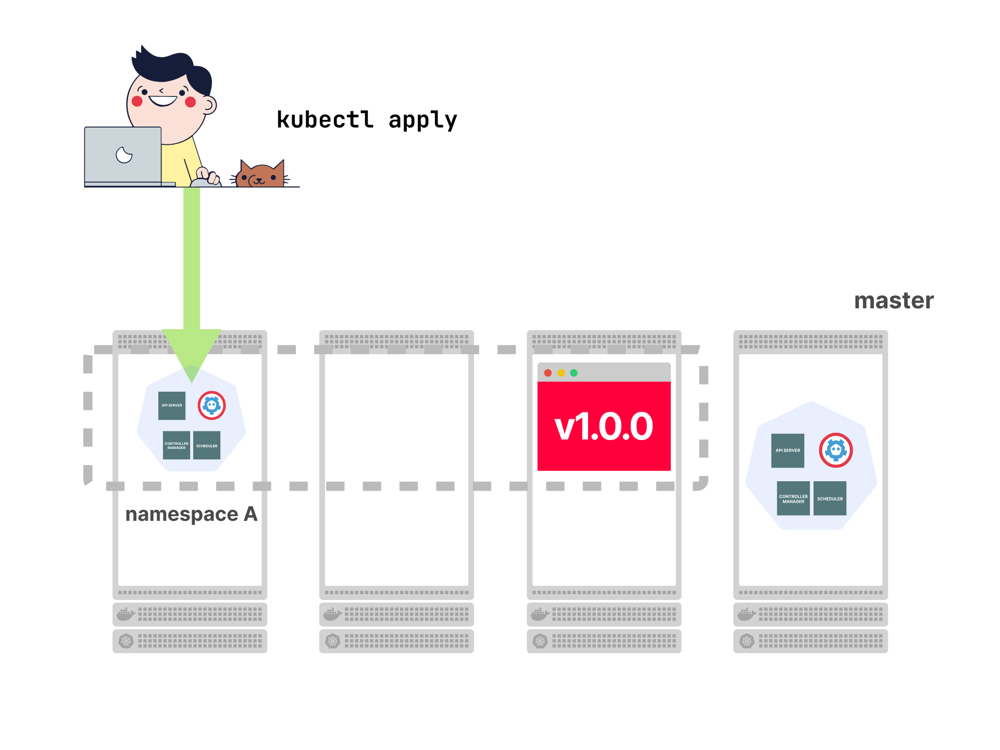 kubectl apply
master
API SERVER
CONTROLLER
MANAGER
SCHEDULER
namespace A
v1.0.0
API SERVER
CONTROLLER
MANAGER
SCHEDULER